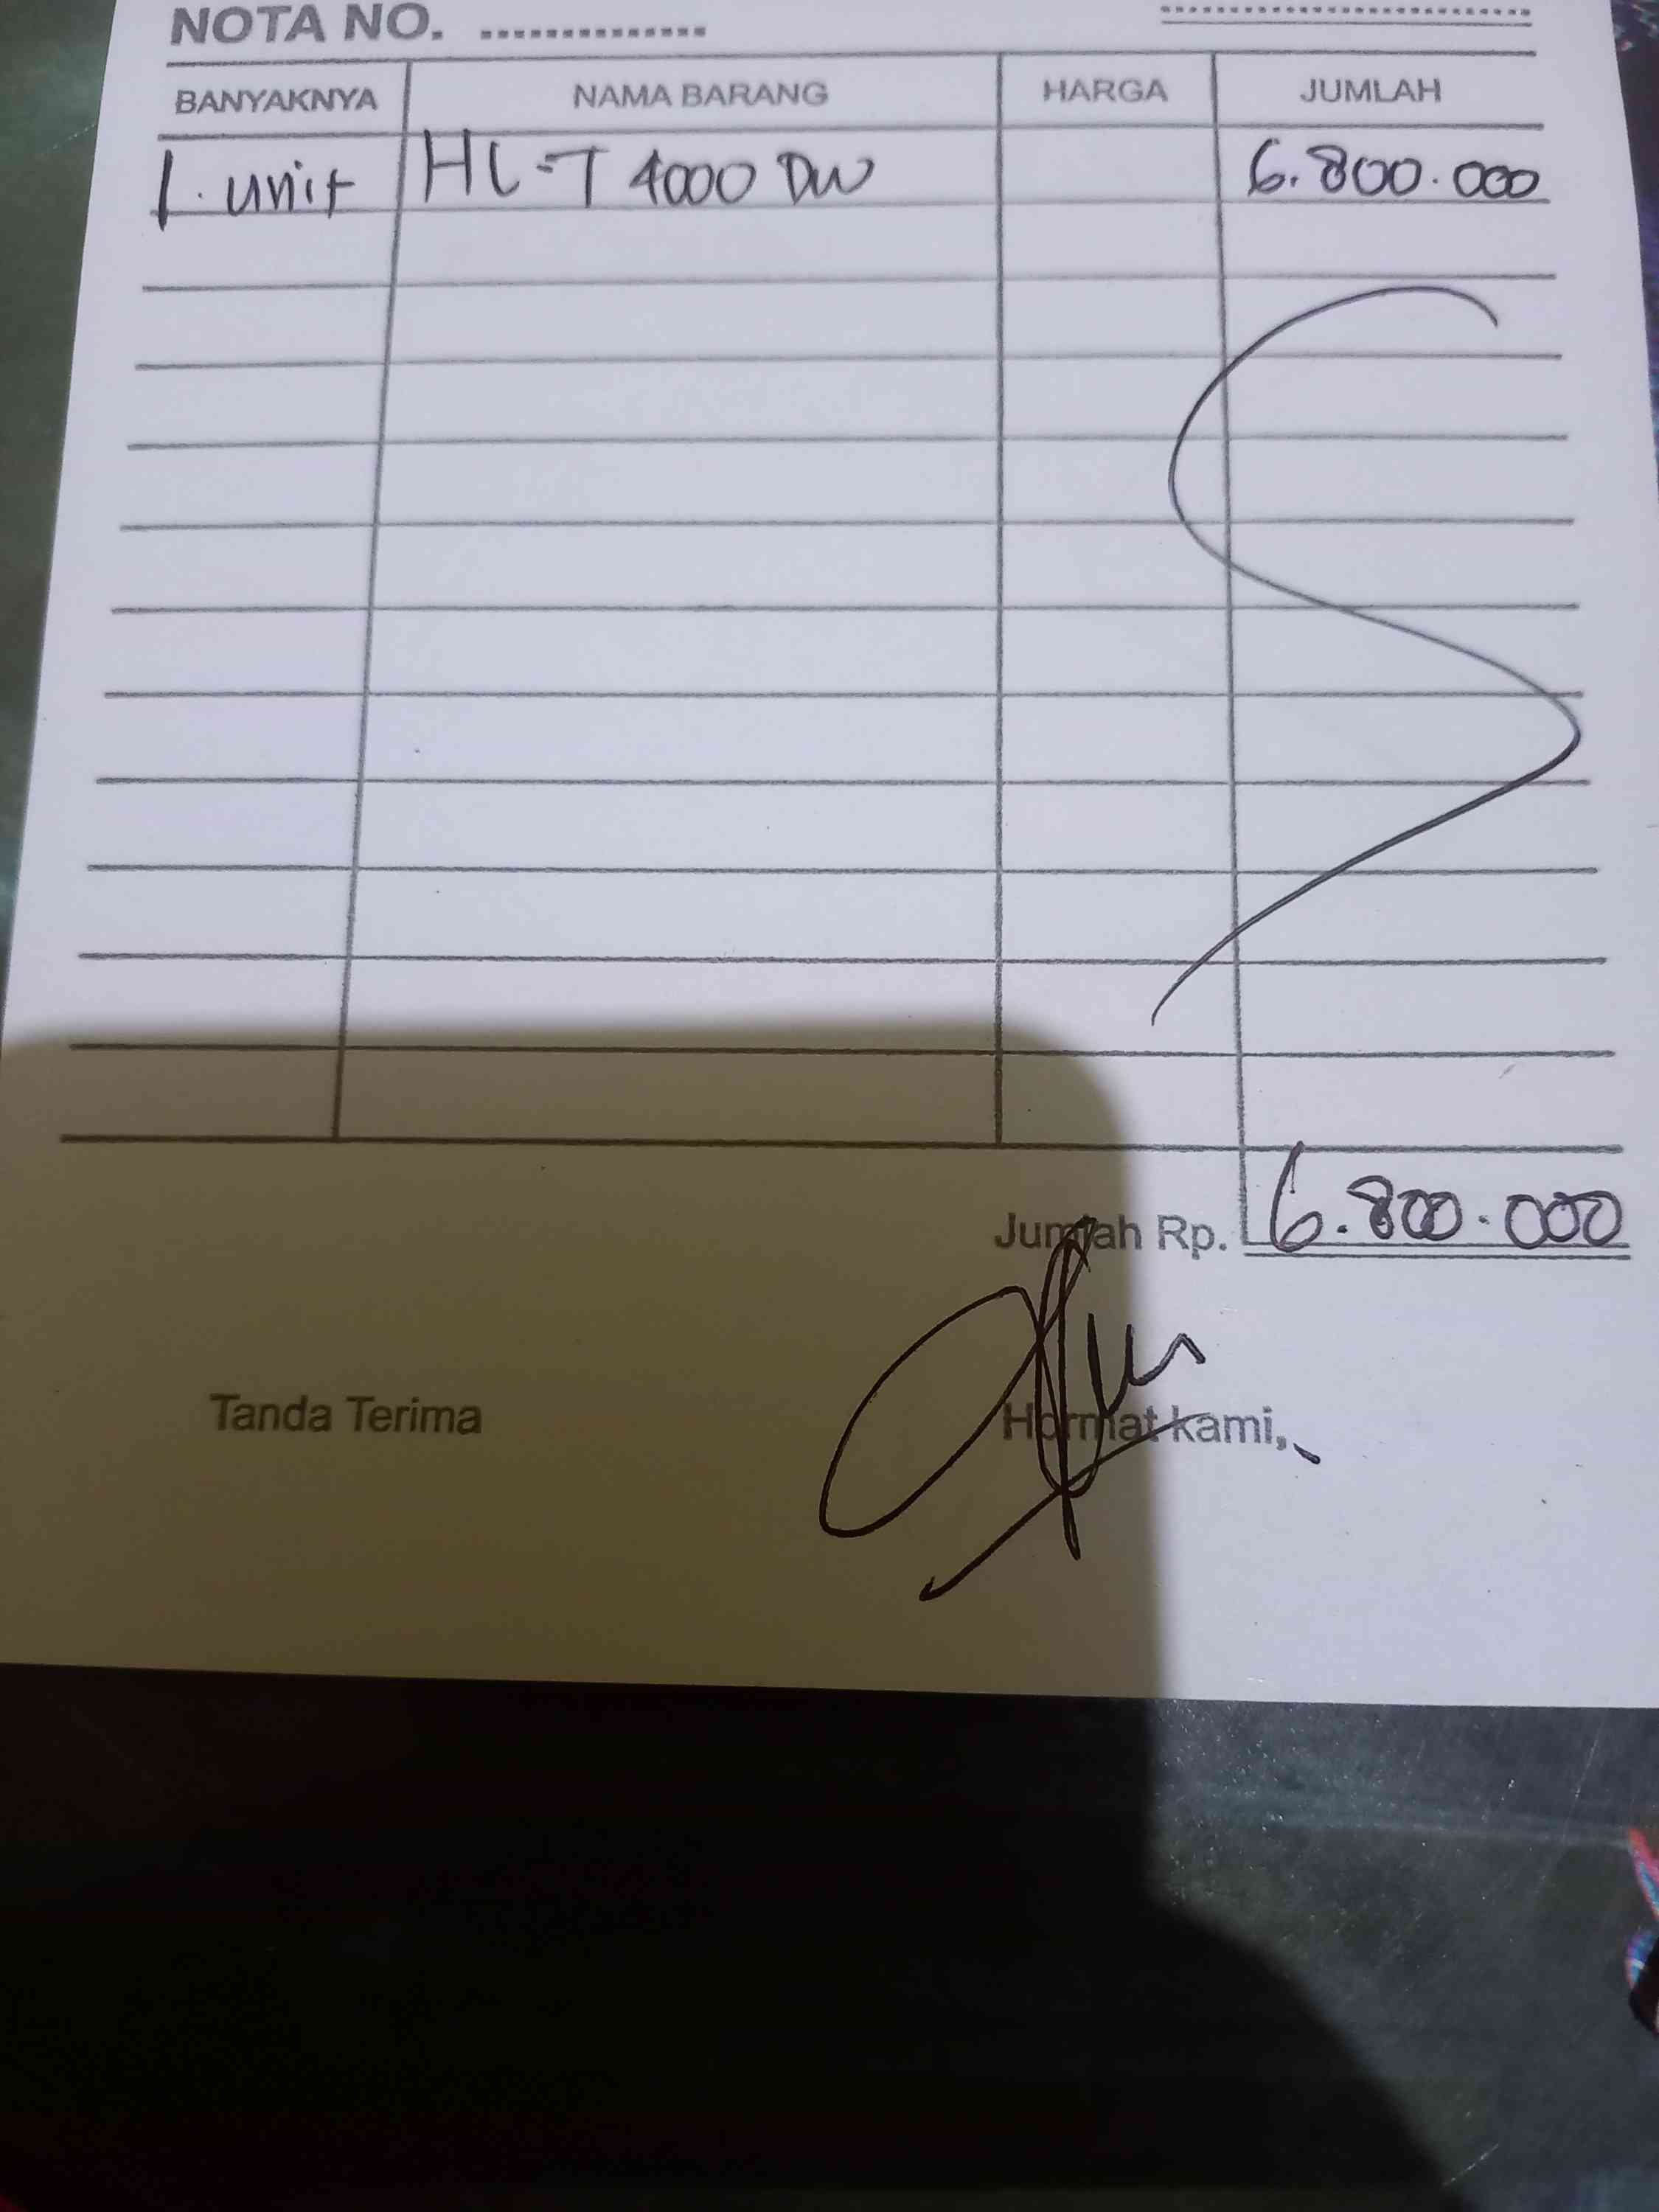 NOTA NO. ..............
BANYAKNYA NAMA BARANG HARGA JUMLAH
1. unit HL-T 4000 DW 6.800.000
Jumlah Rp. 6.800.000
Tanda Terima Hormat kami,